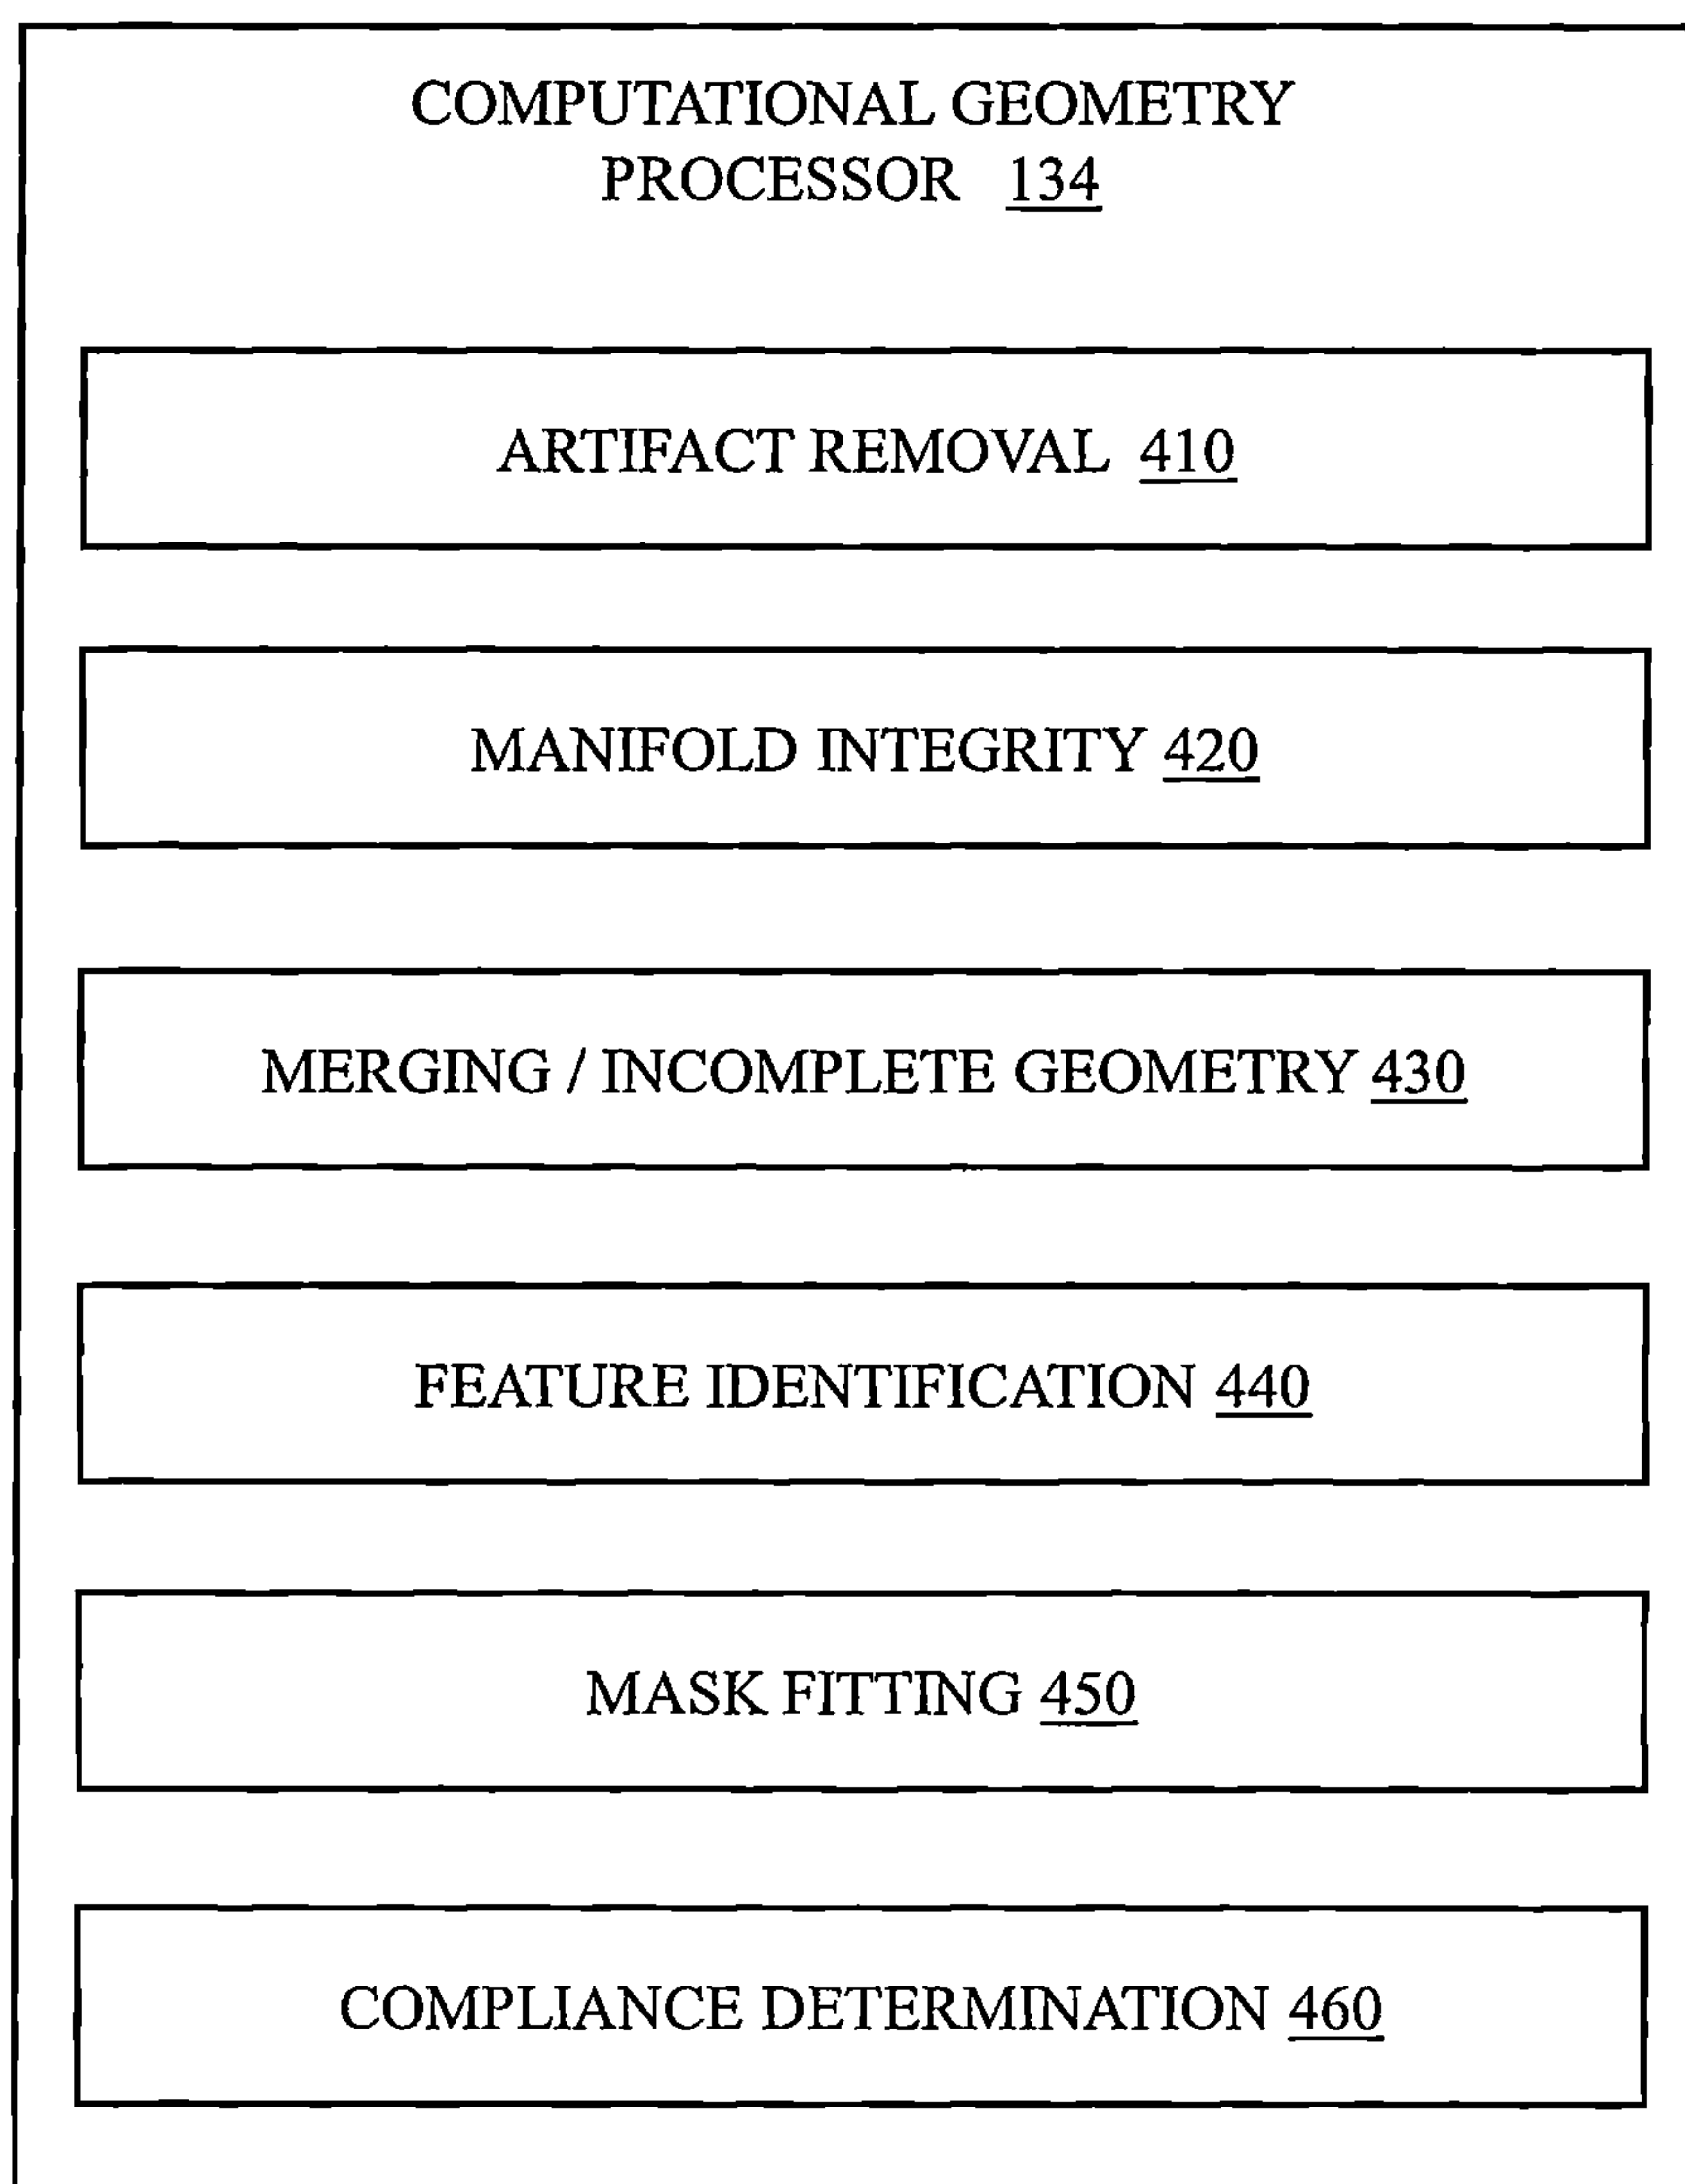 COMPUTATIONAL GEOMETRY
PROCESSOR 134
ARTIFACT REMOVAL 410
MANIFOLD INTEGRITY 420
MERGING / INCOMPLETE GEOMETRY 430
FEATURE IDENTIFICATION 440
MASK FITTING 450
COMPLIANCE DETERMINATION 460